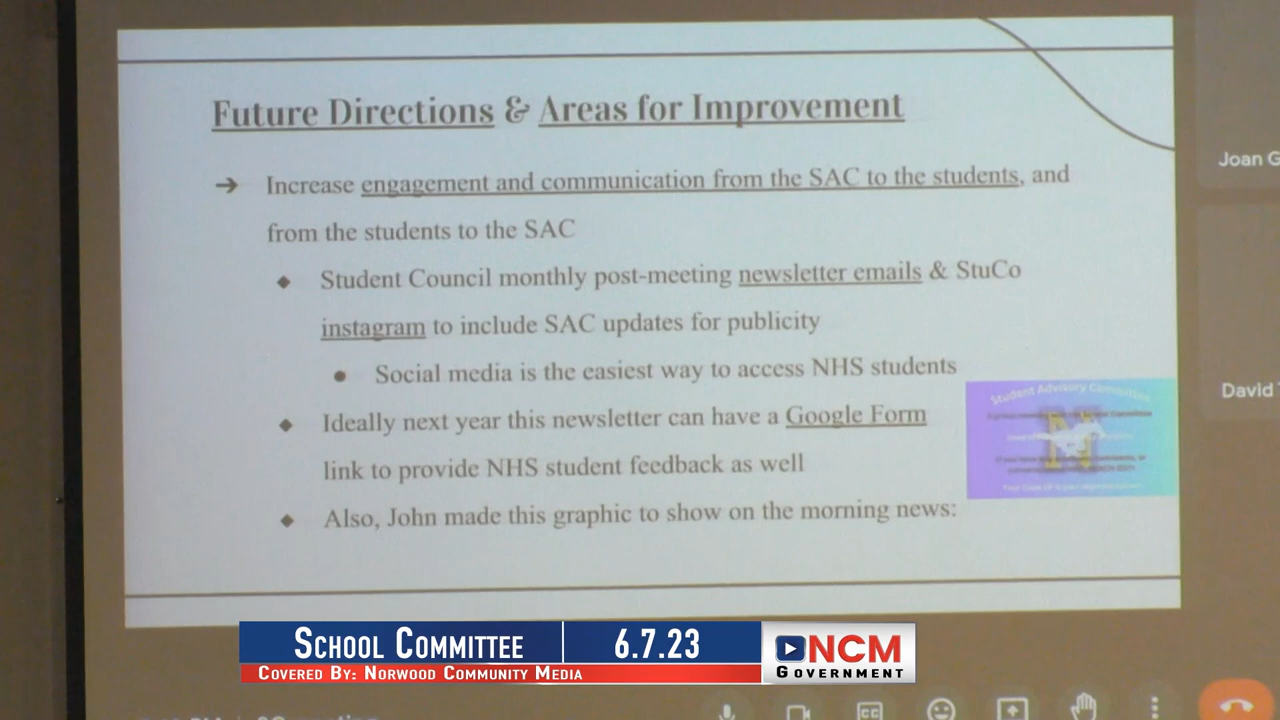 Future Directions & Areas for Improvement
➔ Increase engagement and communication from the SAC to the students, and
from the students to the SAC
◆ Student Council monthly post-meeting newsletter emails & StuCo
instagram to include SAC updates for publicity
● Social media is the easiest way to access NHS students
◆ Ideally next year this newsletter can have a Google Form
link to provide NHS student feedback as well
◆ Also, John made this graphic to show on the morning news:
Student Advisory Committee
N
Joan G
David
SCHOOL COMMITTEE 6.7.23
COVERED BY: NORWOOD COMMUNITY MEDIA
NCM
GOVERNMENT
CC